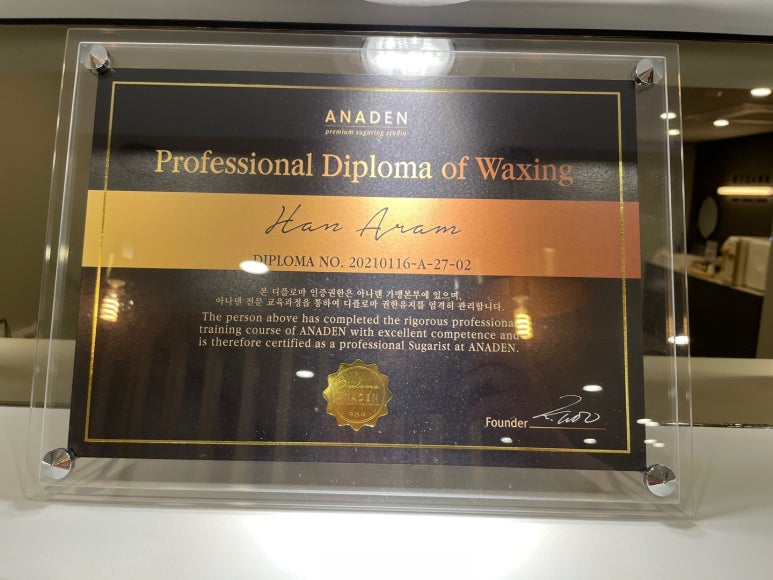 ANADEN
premium sugaring studio
Professional Diploma of Waxing
Han Aram
DIPLOMA NO. 20210116-A-27-02
본 디플로마 인증권한은 아나덴 가맹본부에 있으며,
아나덴 전문 교육과정을 통하여 디플로마 권한유지를 엄격히 관리합니다.
The person above has completed the rigorous professional
training course of ANADEN with excellent competence and
is therefore certified as a professional Sugarist at ANADEN.
Diploma
ANADEN
Founder